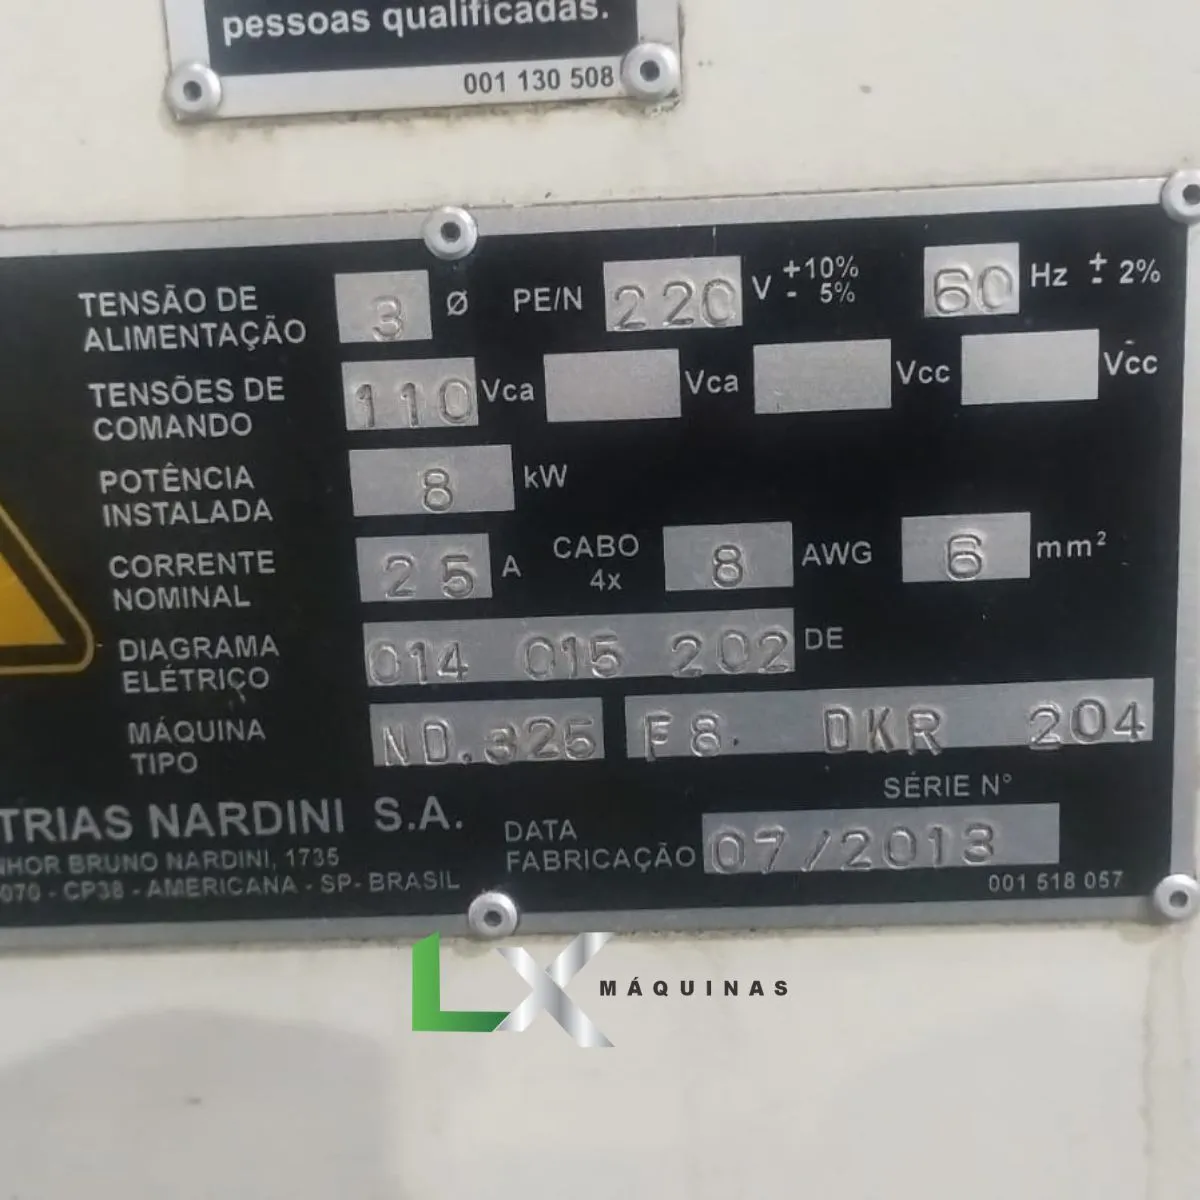 pessoas qualificadas.
001 130 508
TENSÃO DE ALIMENTAÇÃO 3 Ø PE/N 220 V +10% - 5% 60 Hz ± 2%
TENSÕES DE COMANDO 110 Vca Vca Vcc Vcc
POTÊNCIA INSTALADA 8 kW
CORRENTE NOMINAL 25 A CABO 4x 8 AWG 6 mm²
DIAGRAMA ELÉTRICO 014 015 202 DE
MÁQUINA TIPO ND.325 F8 DKR 204
SÉRIE N°
TRIAS NARDINI S.A.
NHOR BRUNO NARDINI, 1735
070 - CP38 - AMERICANA - SP- BRASIL
DATA FABRICAÇÃO 07/2013
001 518 057
LX MÁQUINAS